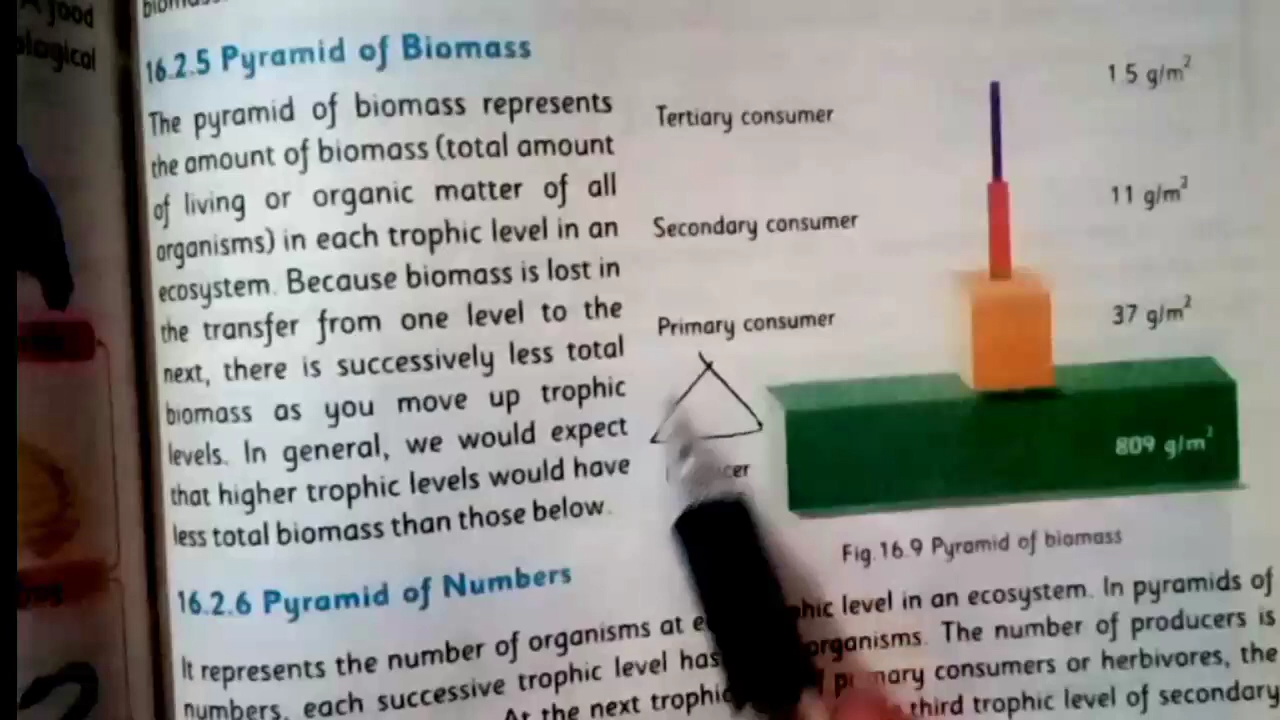 A good
biomass
ological
16.2.5 Pyramid of Biomass
The pyramid of biomass represents
the amount of biomass (total amount
of living or organic matter of all
organisms) in each trophic level in an
ecosystem. Because biomass is lost in
the transfer from one level to the
next, there is successively less total
biomass as you move up trophic
levels. In general, we would expect
that higher trophic levels would have
less total biomass than those below.
Tertiary consumer
1 5 g/m²
Secondary consumer
11 g/m²
Primary consumer
37 g/m²
cer
809 g/m²
Fig.16.9 Pyramid of biomass
16.2.6 Pyramid of Numbers
It represents the number of organisms at e phic level in an ecosystem. In pyramids of
numbers, each successive trophic level has organisms. The number of producers is
At the next trophic primary consumers or herbivores, the
third trophic level of secondary